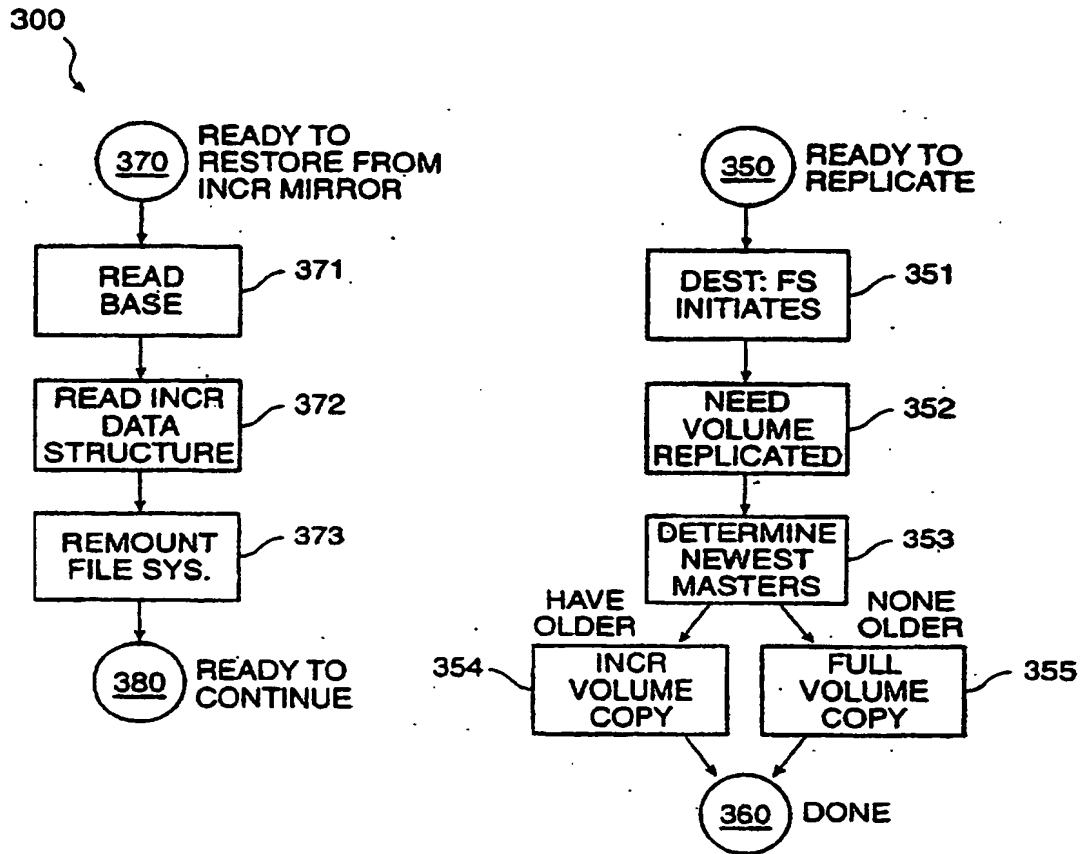 300
370
READY TO
RESTORE FROM
INCR MIRROR
READ
BASE
371
READ INCR
DATA
STRUCTURE
372
REMOUNT
FILE SYS.
373
380
READY TO
CONTINUE
350
READY TO
REPLICATE
DEST: FS
INITIATES
351
NEED
VOLUME
REPLICATED
352
DETERMINE
NEWEST
MASTERS
353
HAVE
OLDER
NONE
OLDER
354
INCR
VOLUME
COPY
FULL
VOLUME
COPY
355
360
DONE